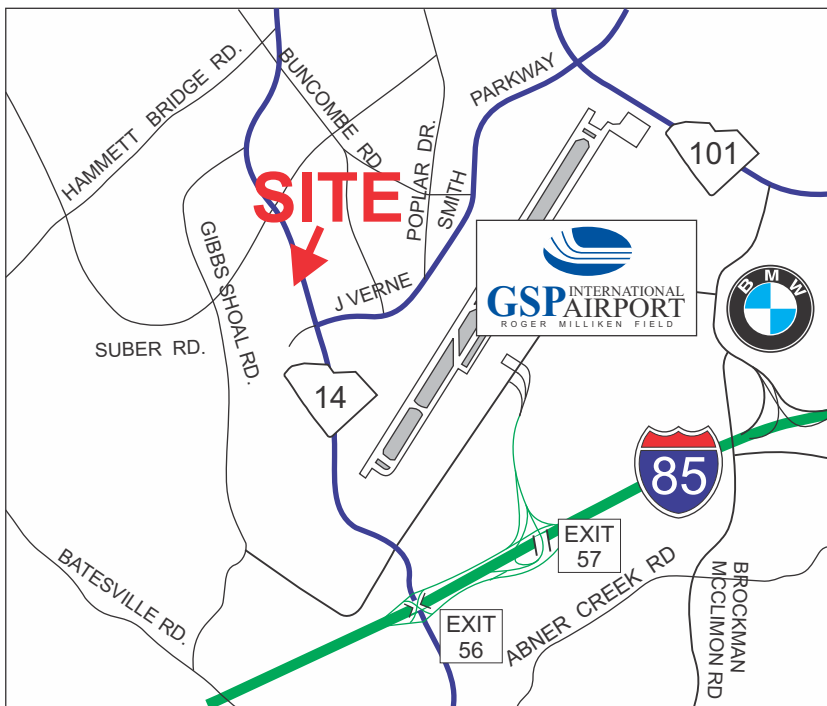 HAMMETT BRIDGE RD.
BUNCOMBE RD
POPLAR DR.
PARKWAY
SMITH
J VERNE
101
SITE
GIBBS SHOAL RD.
SUBER RD.
GSP INTERNATIONAL
AIRPORT
ROGER MILLIKEN FIELD
BMW
14
85
EXIT
57
EXIT
56
BATESVILLE RD.
ABNER CREEK RD
BROCKMAN
MCCLIMON RD